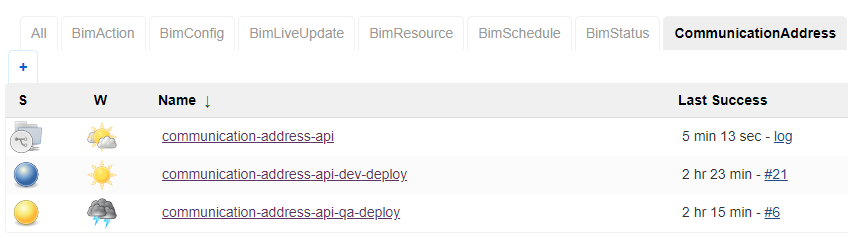 All BimAction BimConfig BimLiveUpdate BimResource BimSchedule BimStatus CommunicationAddress
+
S W Name ↓ Last Success
communication-address-api 5 min 13 sec - log
communication-address-api-dev-deploy 2 hr 23 min - #21
communication-address-api-qa-deploy 2 hr 15 min - #6